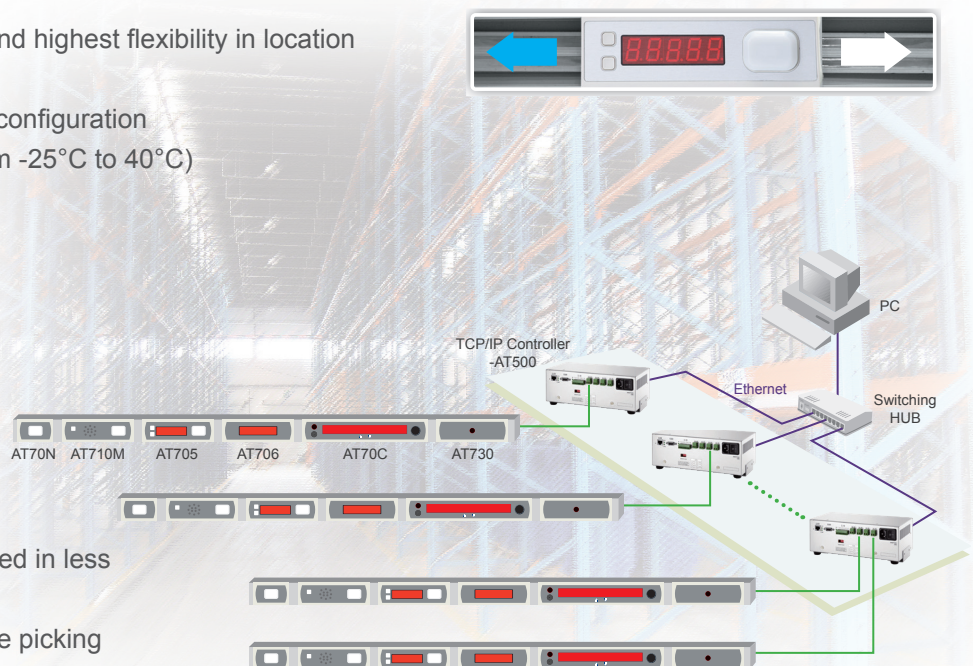 nd highest flexibility in location
configuration
m -25°C to 40°C)
88888
PC
TCP/IP Controller
-AT500
Ethernet
Switching
HUB
AT70N AT710M AT705 AT706 AT70C AT730
ed in less
e picking